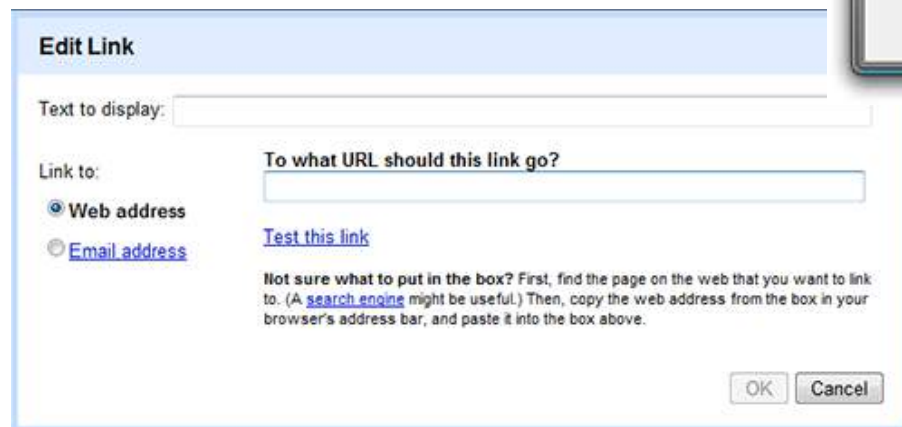 Edit Link
Text to display:
Link to:
Web address
Email address
To what URL should this link go?
Test this link
Not sure what to put in the box? First, find the page on the web that you want to link
to. (A search engine might be useful.) Then, copy the web address from the box in your
browser's address bar, and paste it into the box above.
OK Cancel